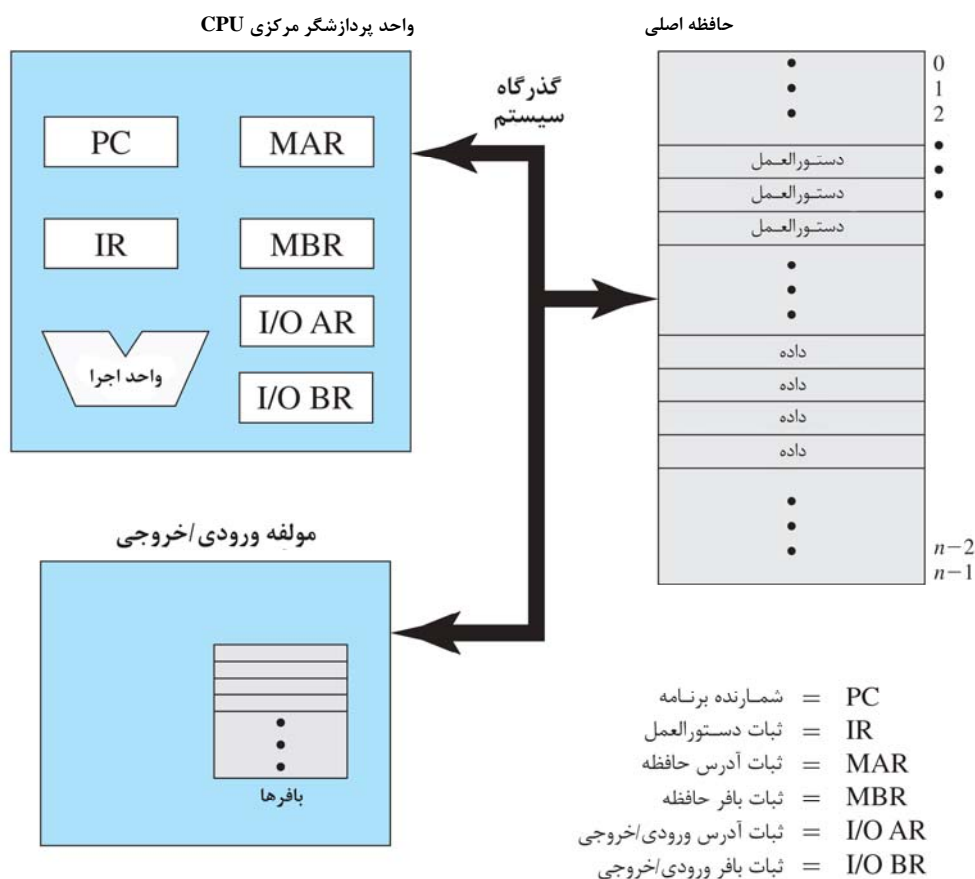 حافظه اصلی
واحد پردازشگر مرکزی CPU
گذرگاه
سیستم
PC
MAR
IR
MBR
I/O AR
I/O BR
واحد اجرا
0
1
2
دستورالعمل
دستورالعمل
دستورالعمل
داده
داده
داده
داده
n−2
n−1
مولفه ورودی/خروجی
بافرها
PC = شمارنده برنامه
IR = ثبات دستورالعمل
MAR = ثبات آدرس حافظه
MBR = ثبات بافر حافظه
I/O AR = ثبات آدرس ورودی/خروجی
I/O BR = ثبات بافر ورودی/خروجی